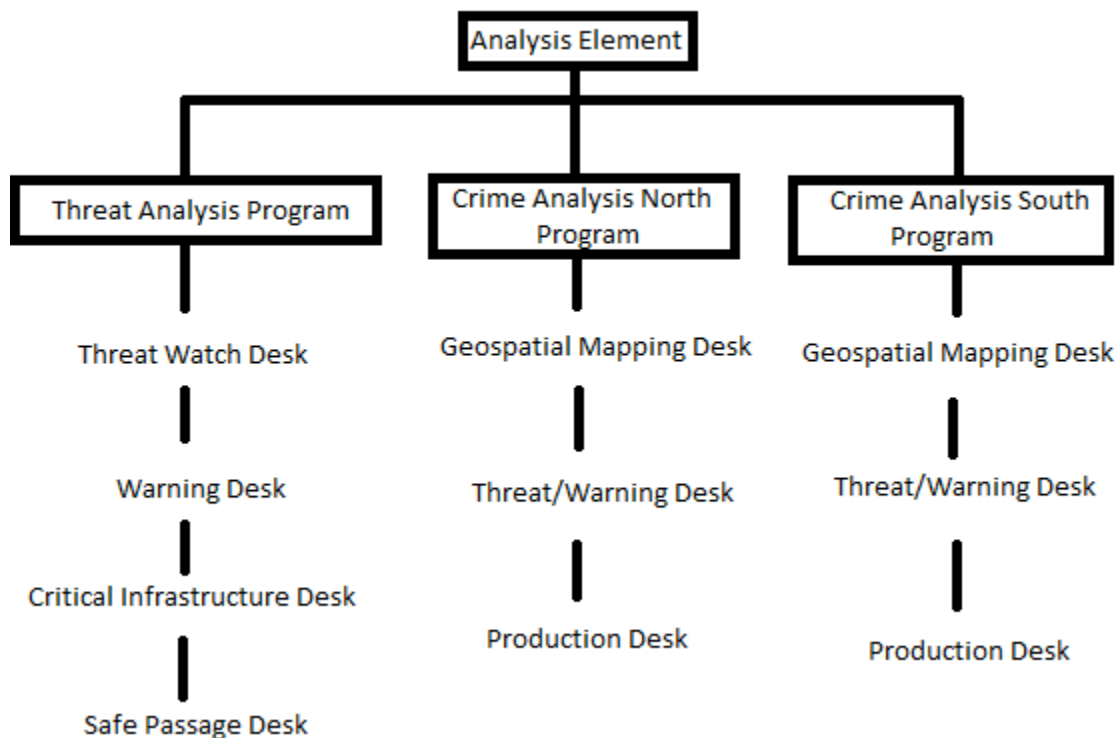 Analysis Element
Threat Analysis Program
Crime Analysis North
Program
Crime Analysis South
Program
Threat Watch Desk
Geospatial Mapping Desk
Geospatial Mapping Desk
Warning Desk
Threat/Warning Desk
Threat/Warning Desk
Critical Infrastructure Desk
Production Desk
Production Desk
Safe Passage Desk